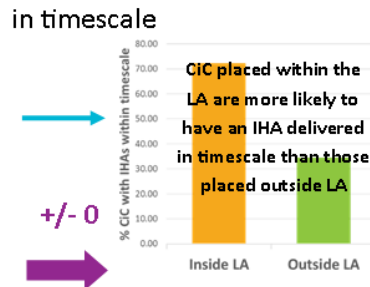 in timescale
% CiC with IHAs within timescale
80.00
70.00
60.00
50.00
40.00
30.00
20.00
10.00
0.00
CiC placed within the
LA are more likely to
have an IHA delivered
in timescale than those
placed outside LA
+/- 0
Inside LA
Outside LA